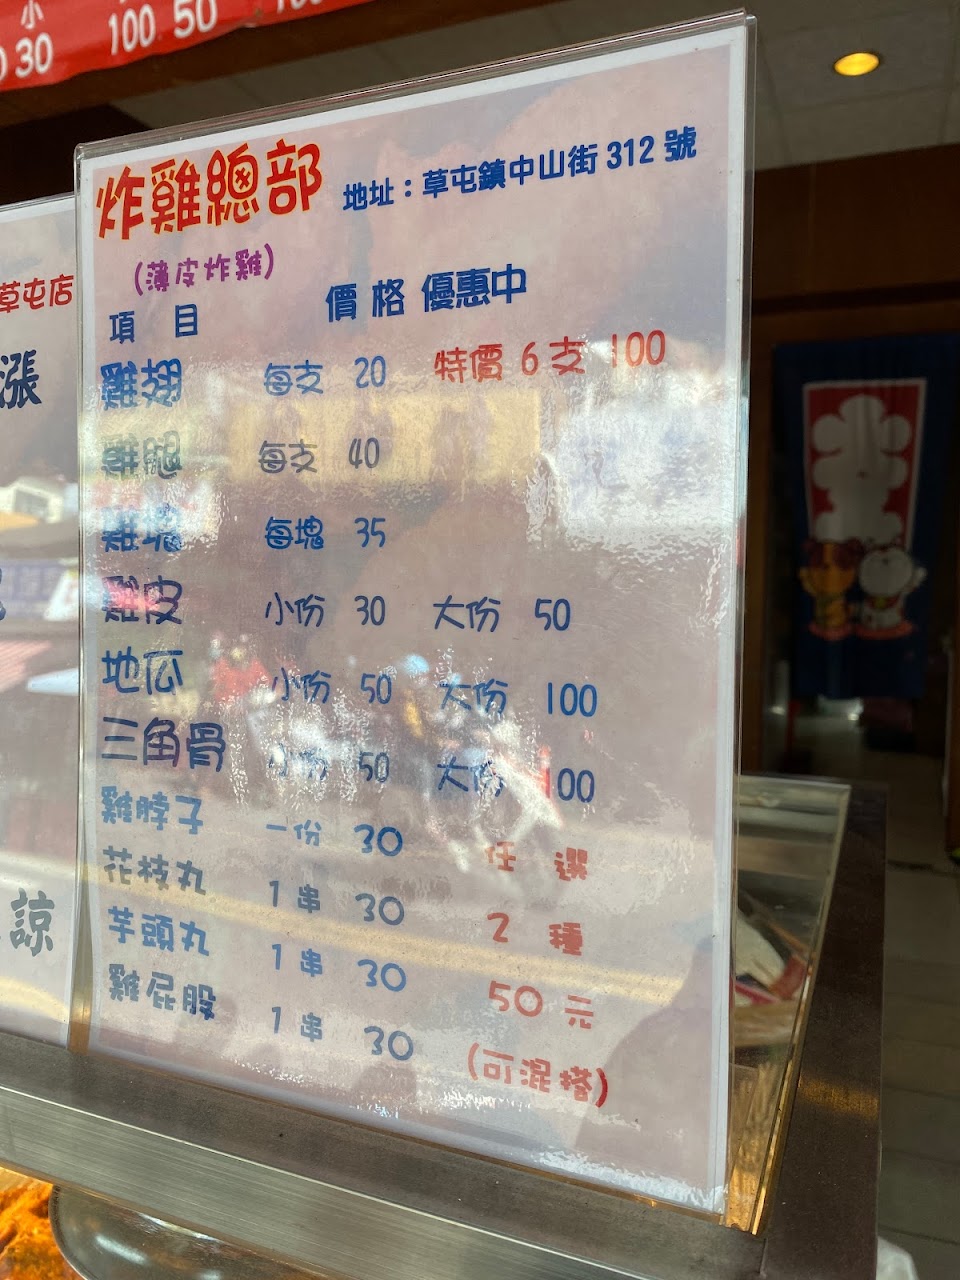 小
30 100 50
草屯店
漲
諒
炸雞總部 地址：草屯鎮中山街 312 號
(薄皮炸雞)
項 目 價格 優惠中
雞翅 每支 20 特價 6支 100
雞腿 每支 40
雞塊 每塊 35
雞皮 小份 30 大份 50
地瓜 小份 50 大份 100
三角骨 小份 50 大份 100
雞脖子 一份 30 任選
花枝丸 1串 30 2種
芋頭丸 1串 30 50元
雞屁股 1串 30 (可混搭)